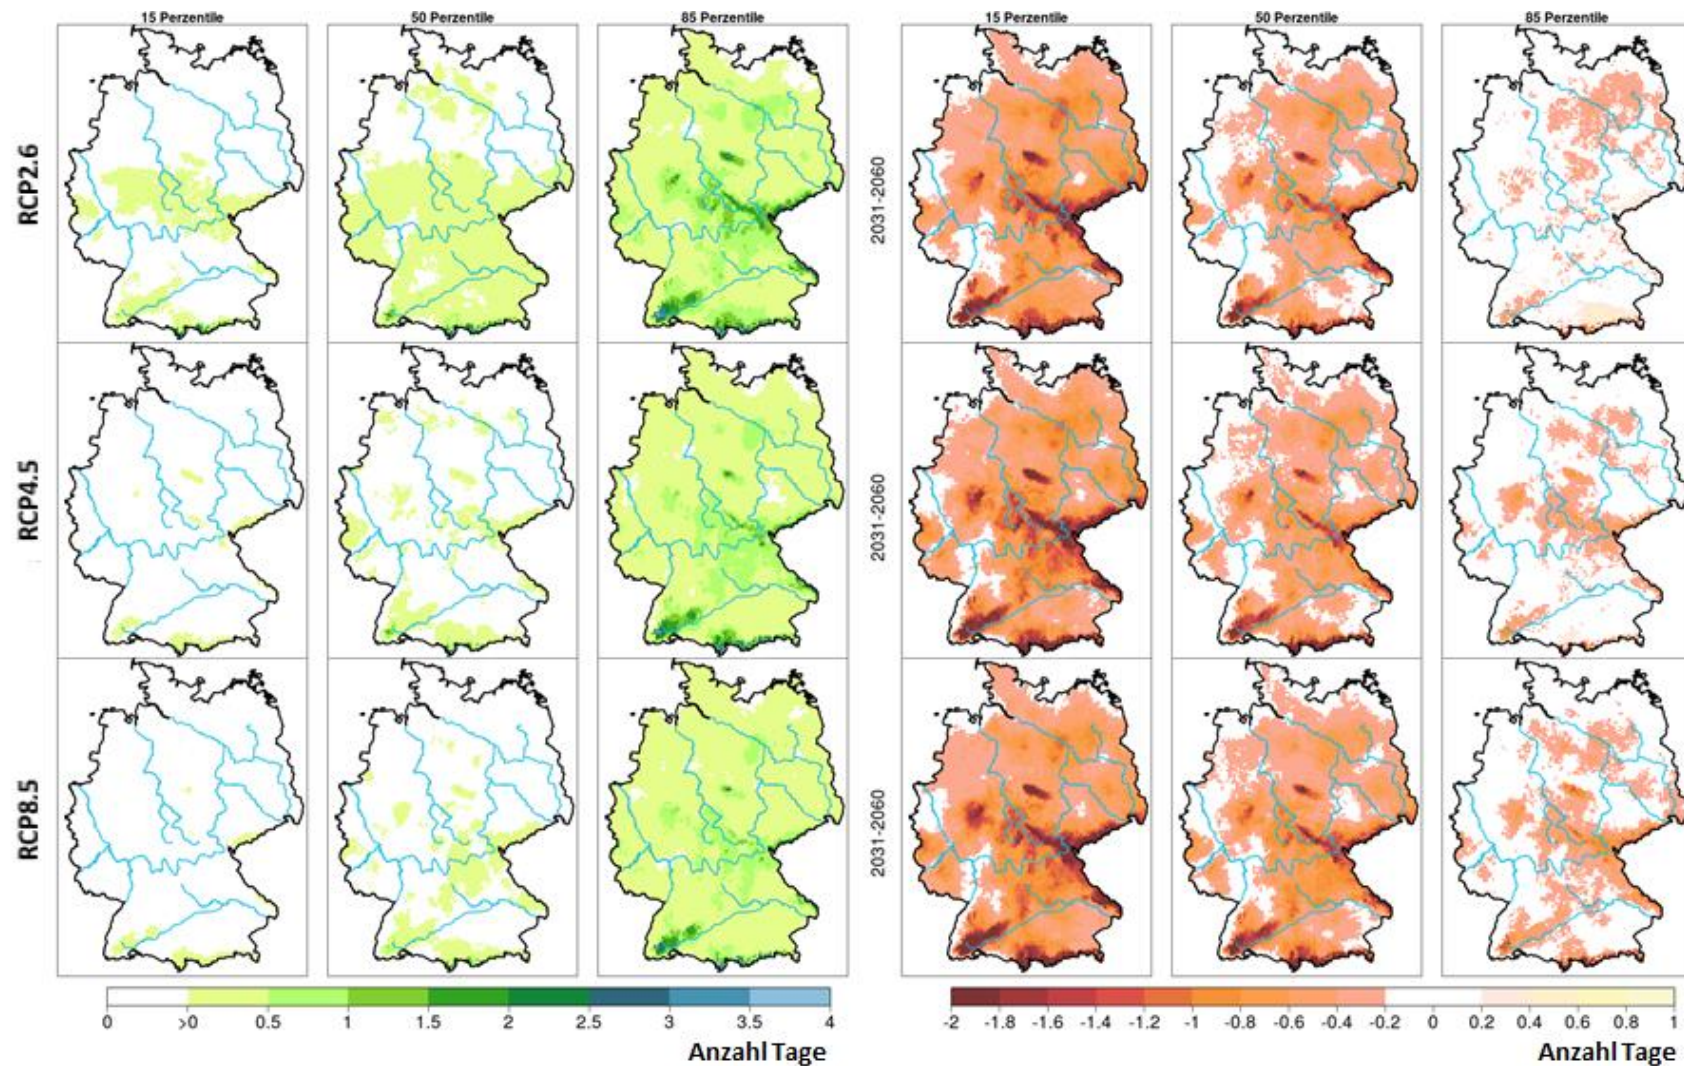 15 Perzentile 50 Perzentile 85 Perzentile 15 Perzentile 50 Perzentile 85 Perzentile
RCP2.6
2031-2060
RCP4.5
2031-2060
RCP8.5
2031-2060
0 >0 0.5 1 1.5 2 2.5 3 3.5 4
-2 -1.8 -1.6 -1.4 -1.2 -1 -0.8 -0.6 -0.4 -0.2 0 0.2 0.4 0.6 0.8 1
Anzahl Tage
Anzahl Tage